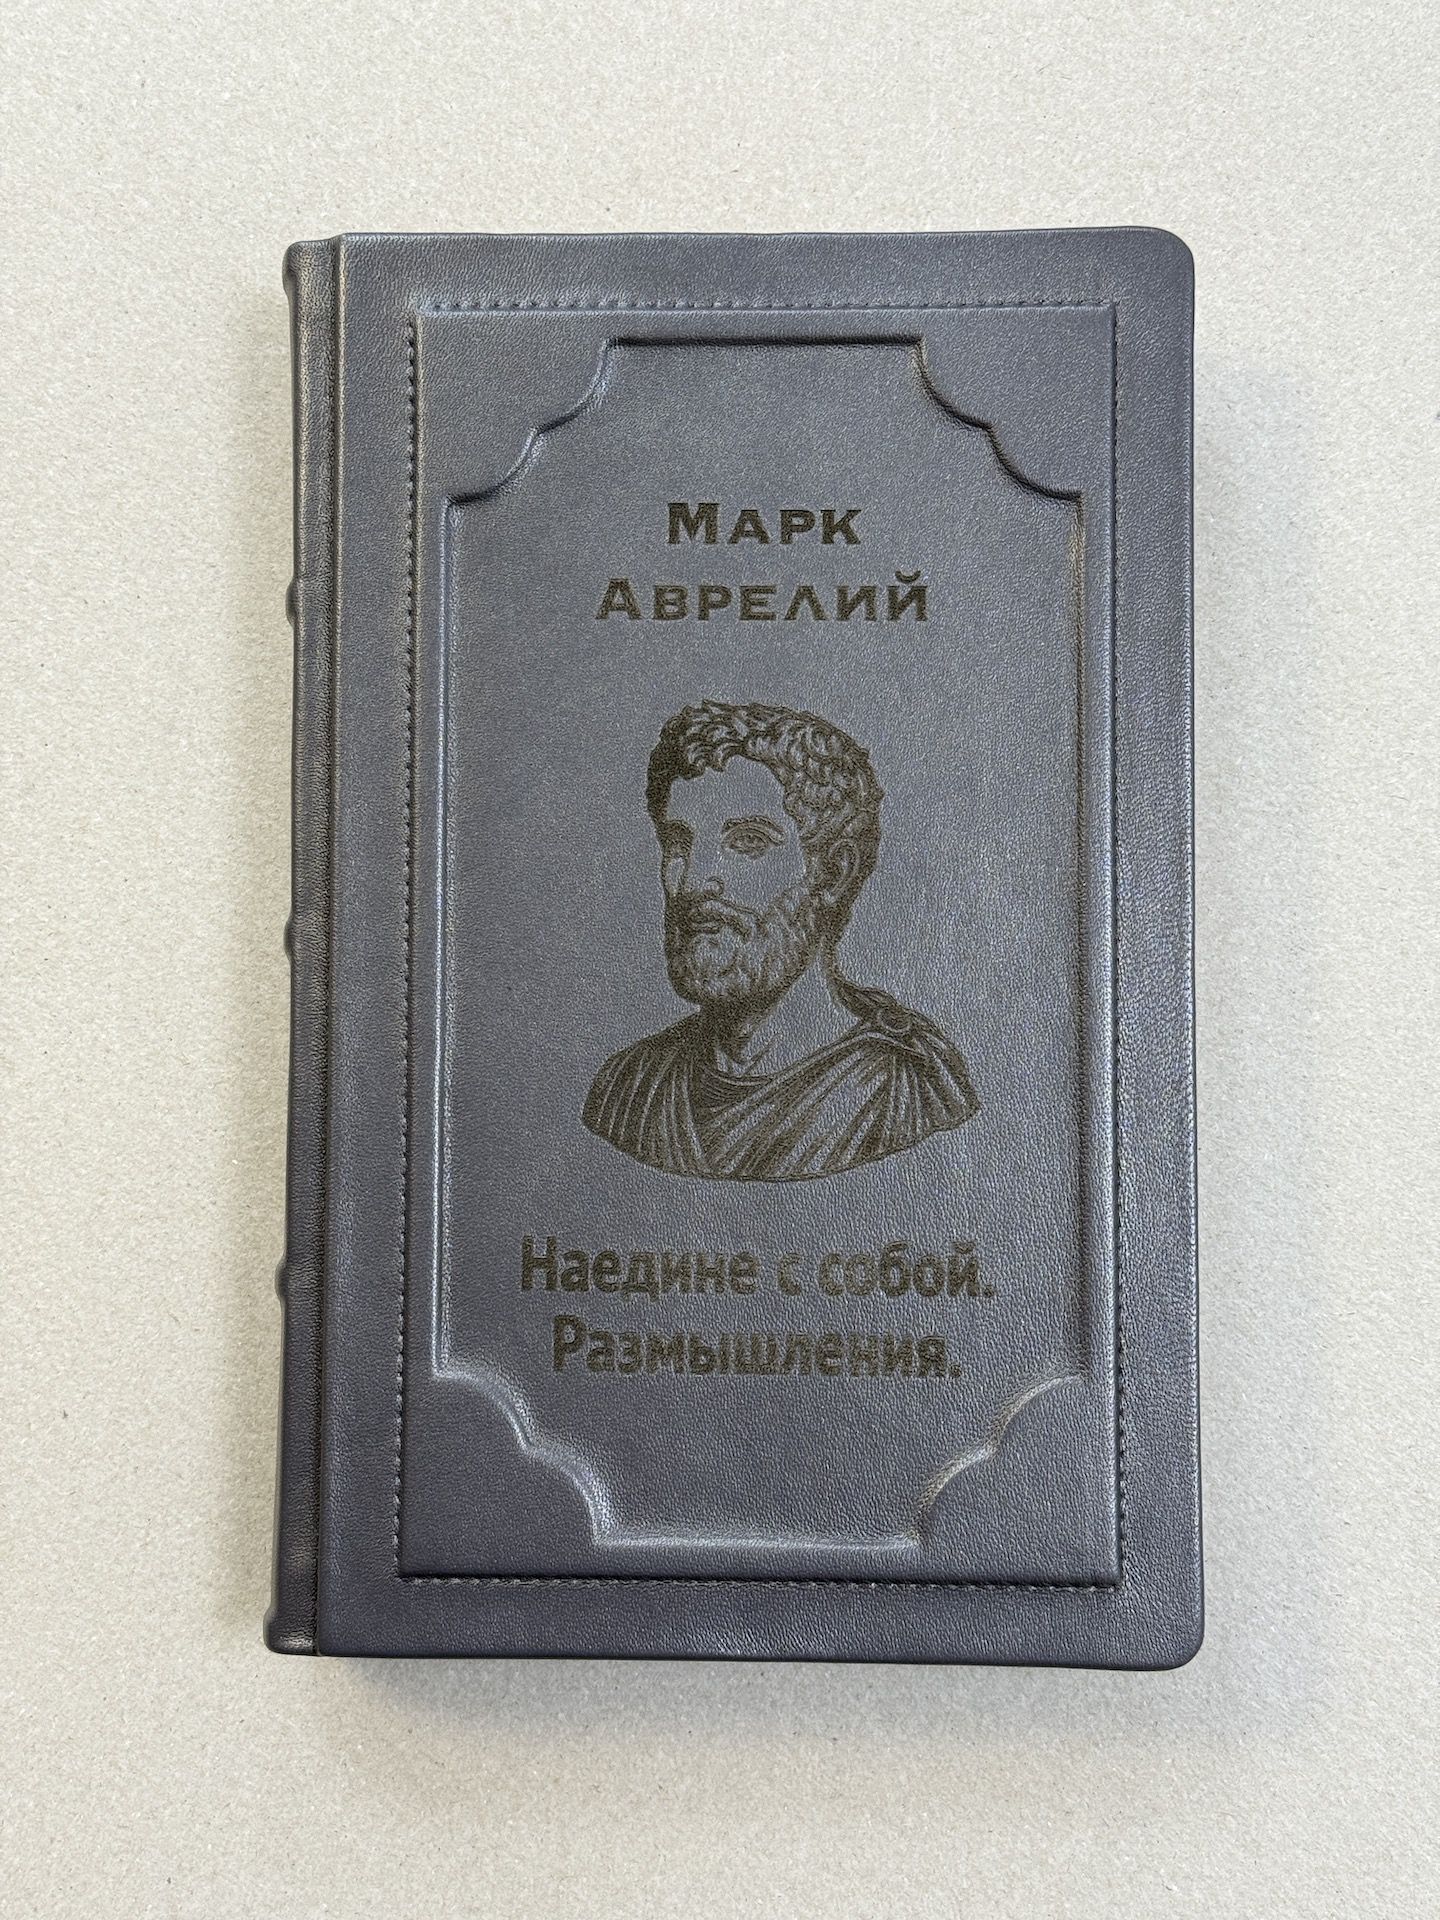 Марк
Аврелий
Наедине с собой.
Размышления.